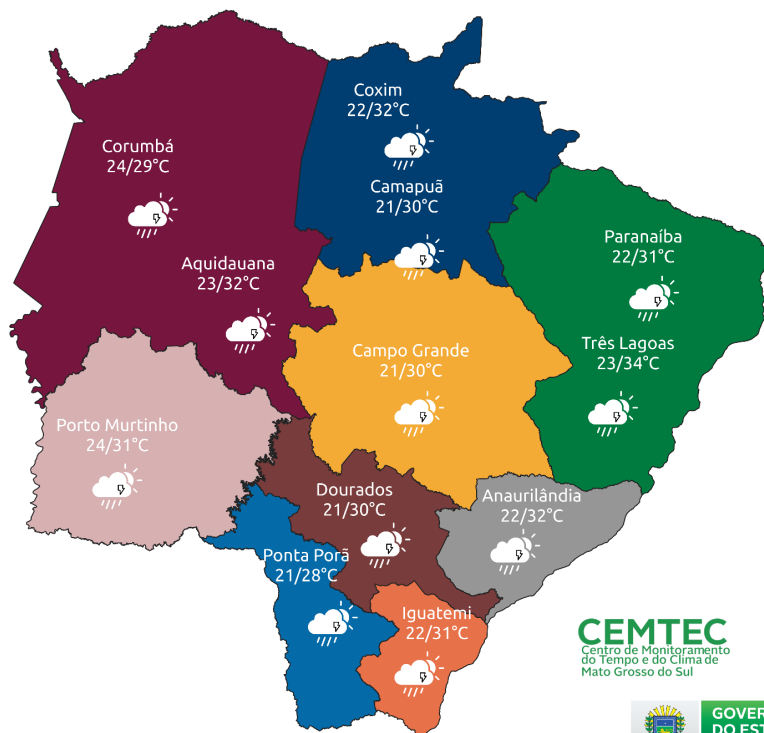 Coxim
22/32°C
Corumbá
24/29°C
Camapuã
21/30°C
Paranaíba
22/31°C
Aquidauana
23/32°C
Campo Grande
21/30°C
Três Lagoas
23/34°C
Porto Murtinho
24/31°C
Dourados
21/30°C
Anaurilândia
22/32°C
Ponta Porã
21/28°C
Iguatemi
22/31°C
CEMTEC
Centro de Monitoramento
do Tempo e do Clima de
Mato Grosso do Sul